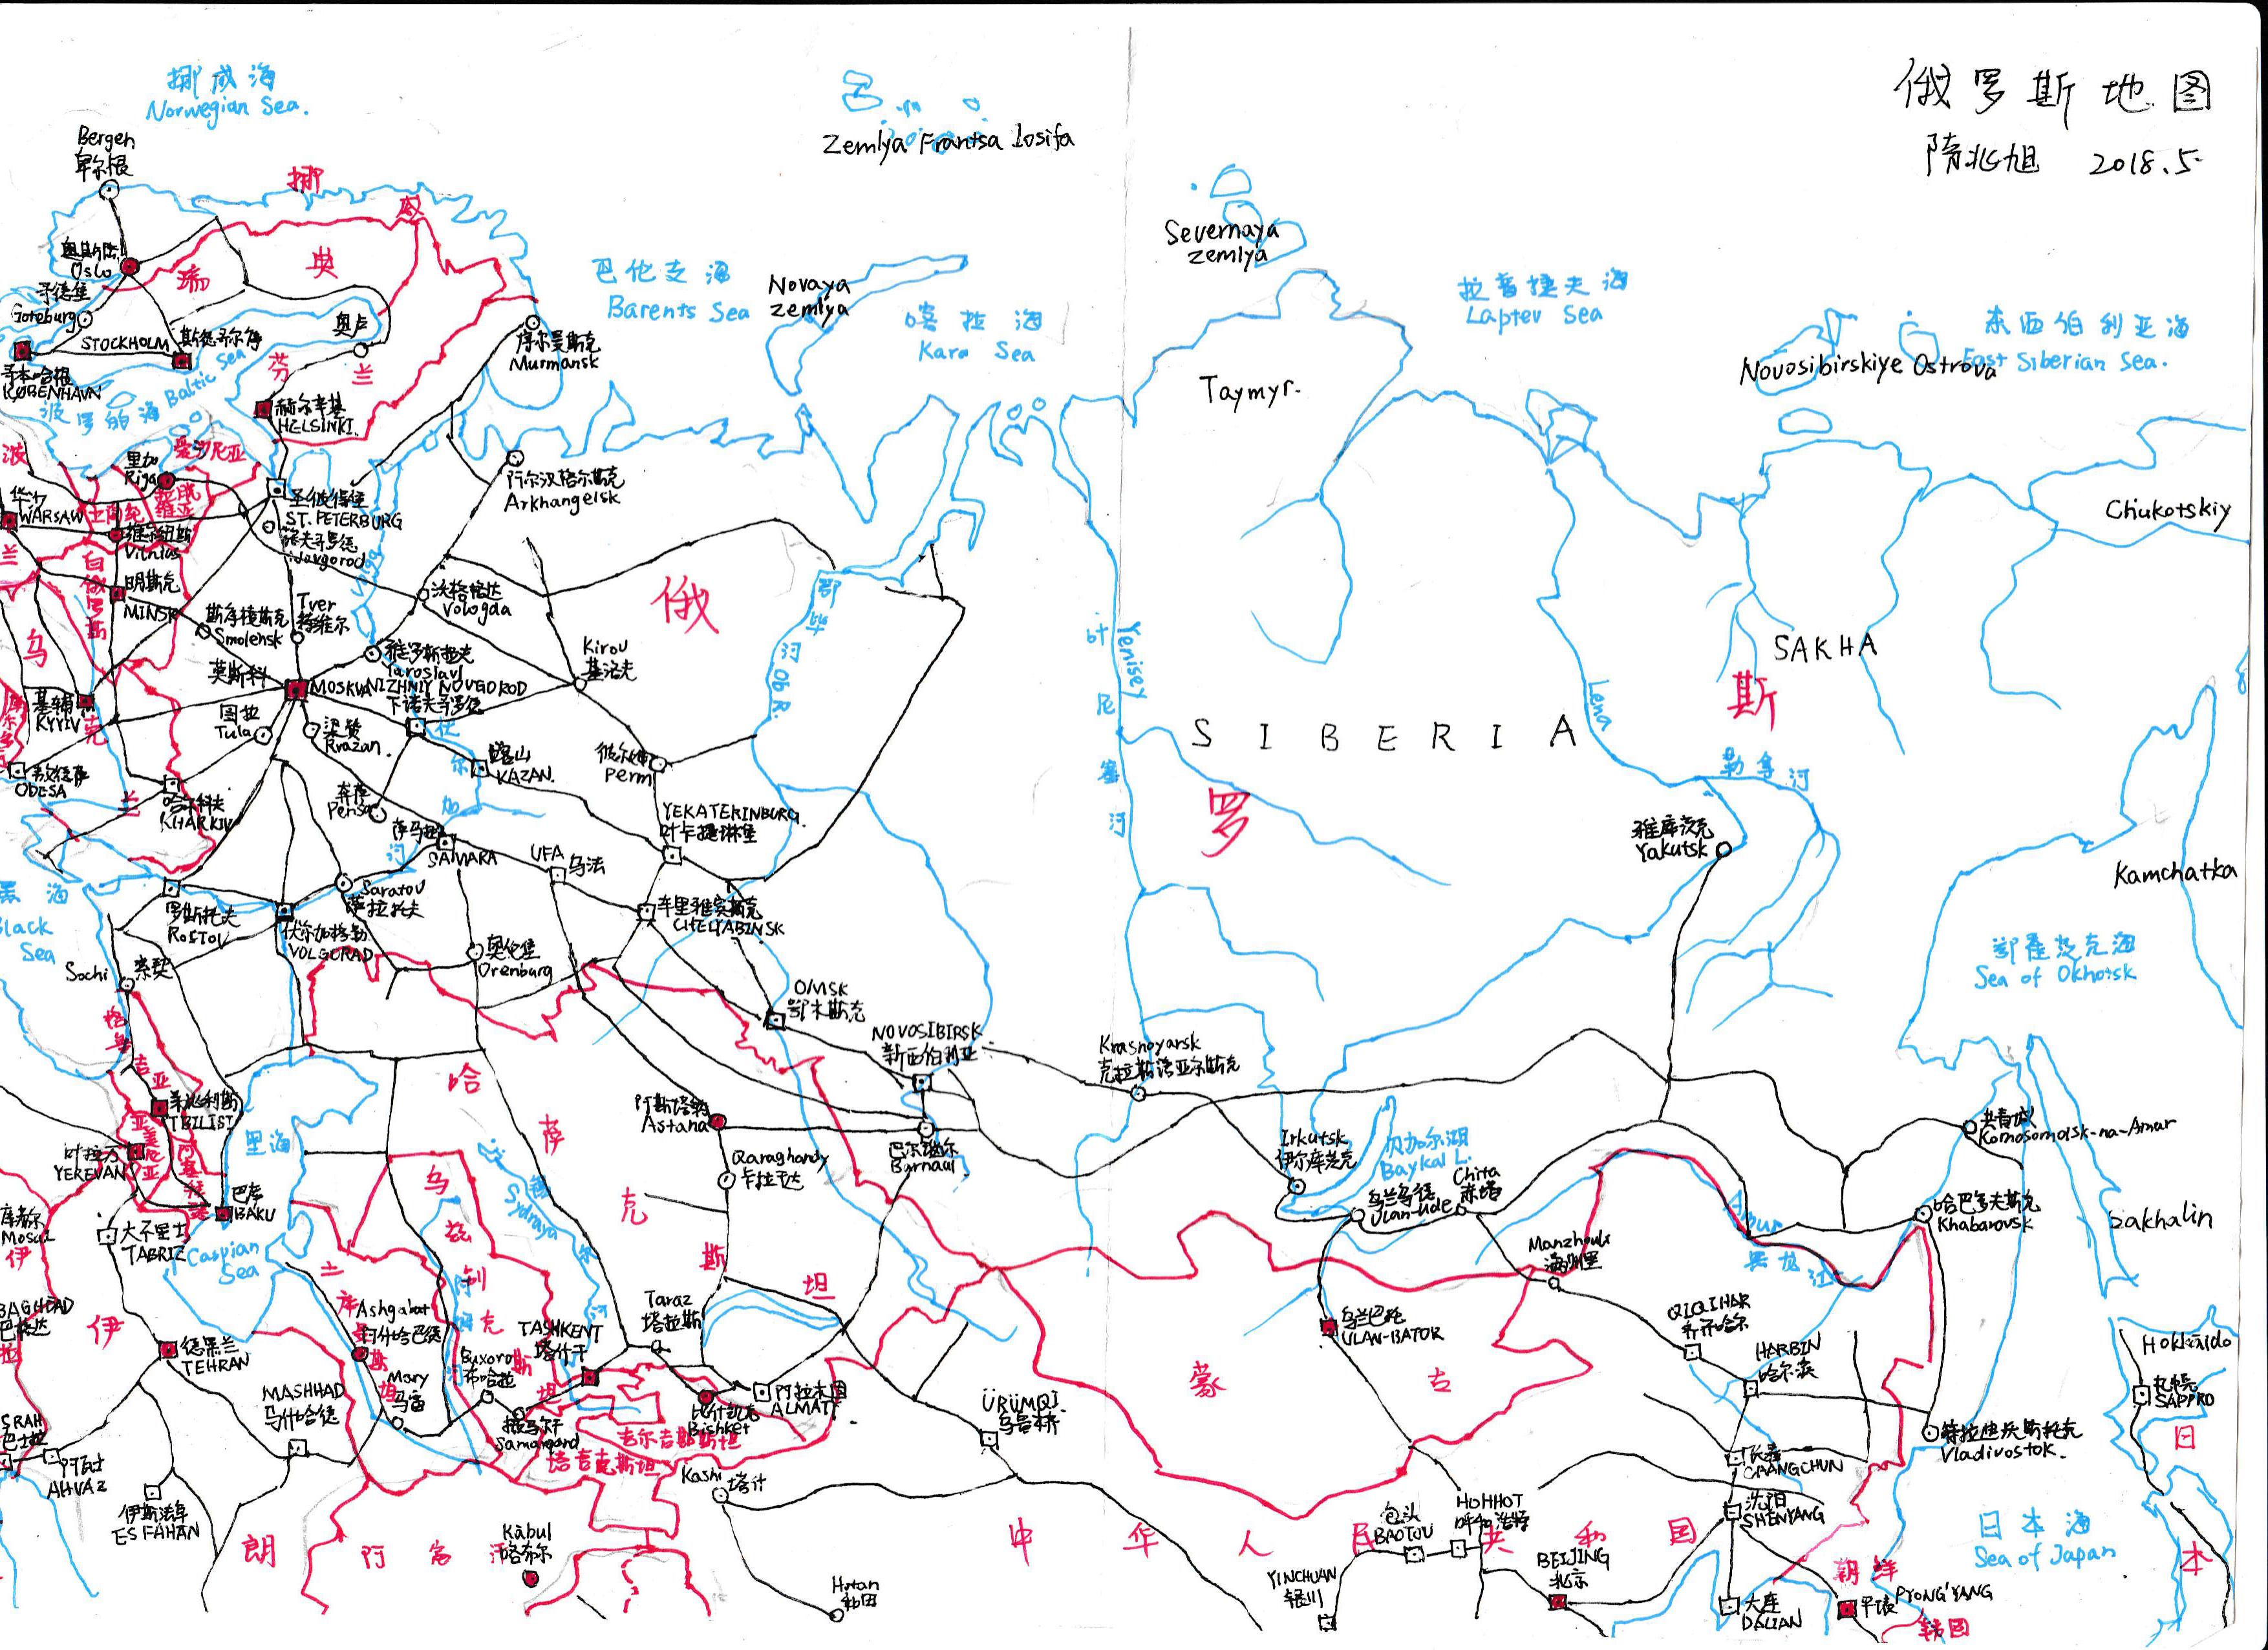 俄罗斯地图
隋兆旭 2018.5
挪威海
Norwegian Sea.
Zemlya Frantsa Iosifa
Bergen
卑尔根
挪
威
Severnaya
Zemlya
奥斯陆
Oslo
瑞
典
巴伦支海
Barents Sea
Novaya
Zemlya
喀拉海
Kara Sea
拉普捷夫海
Laptev Sea
东西伯利亚海
East Siberian Sea.
Novosibirskiye Ostrova
哥德堡
Goteburg
STOCKHOLM
斯德哥尔摩
奥卢
摩尔曼斯克
Murmansk
芬
兰
哥本哈根
KØBENHAVN
波罗的海 Baltic Sea
赫尔辛基
HELSINKI.
Taymyr.
波
兰
爱沙尼亚
里加
Riga
拉脱
维亚
立陶宛
华沙
WARSAW
维尔纽斯
Vilnius
圣彼得堡
ST.PETERBURG
诺夫哥罗德
Novgorod
阿尔汉格尔斯克
Arkhangelsk
Chukotskiy
白俄罗斯
明斯克
MINSK
斯摩棱斯克
Smolensk
Tver
特维尔
沃格格达
Vologda
俄
鄂
毕
河
Ob R.
叶
尼
塞
河
Yenisey
SAKHA
斯
Lena
勒拿河
乌
克
兰
基辅
KYYIV
莫斯科
MOSKVA
雅罗斯拉夫
Yaroslavl
NIZHNIY NOVGOROD
下诺夫哥罗德
Kirov
基洛夫
SIBERIA
敖德萨
ODESA
图拉
Tula
梁赞
Ryazan.
伏
尔
加
河
喀山
KAZAN.
彼尔姆
Perm
罗
哈尔科夫
KHARKIV
奔萨
Pensa
萨马拉
SAMARA
UFA 乌法
YEKATERINBURG.
叶卡捷琳堡
雅库茨克
Yakutsk
Kamchatka
黑海
Black
Sea
罗斯托夫
ROSTOV
伏尔加格勒
VOLGORAD
Saratov
萨拉托夫
车里雅宾斯克
CHELYABINSK
奥伦堡
Orenburg
鄂霍茨克海
Sea of Okhotsk
Sochi 索契
OMSK
鄂木斯克
NOVOSIBIRSK
新西伯利亚
Krasnoyarsk
克拉斯诺亚尔斯克
格鲁吉亚
第比利斯
TBILISI
哈
萨
克
斯
坦
阿斯塔纳
Astana
巴尔瑙尔
Barnaul
共青城
Komosomolsk-na-Amur
亚美尼亚
叶拉万
YEREVAN
阿塞拜疆
里海
巴库
BAKU
Caspian
Sea
Qaraghandy
卡拉干达
Irkutsk
伊尔库茨克
贝加尔湖
Baykal L.
乌兰乌德
Ulan-Ude
Chita
赤塔
哈巴罗夫斯克
Khabarovsk
Sakhalin
Amur
黑龙江
大不里士
TABRIZ
乌
兹
别
克
斯
坦
锡
尔
河
Sydraya
阿
姆
河
土
库
曼
斯
坦
Ashgabat
阿什哈巴德
Manzhouli
满洲里
BAGHDAD
巴格达
伊
拉
伊
朗
德黑兰
TEHRAN
MASHHAD
马什哈德
Mary
马雷
Buxoro
布哈拉
TASHKENT
塔什干
Taraz
塔拉斯
撒马尔干
Samarqand
比什凯克
Bishket
阿拉木图
ALMATY
吉尔吉斯斯坦
塔吉克斯坦
ÜRÜMQI.
乌鲁木齐
蒙
古
乌兰巴托
ULAN-BATOR
QIQIHAR
齐齐哈尔
HARBIN
哈尔滨
长春
CHANGCHUN
Vladivostok.
Hokkaido
札幌
SAPPRO
日
本
巴士拉
阿瓦士
AHVAZ
伊斯法罕
ESFAHAN
阿富汗
Kabul
喀布尔
Kashi
Hotan
和田
中华人民共和国
YINCHUAN
银川
包头
BAOTOU
HOHHOT
呼和浩特
BEIJING
北京
沈阳
SHENYANG
大连
DALIAN
朝鲜
平壤
PYONG'YANG
韩国
日本海
Sea of Japan